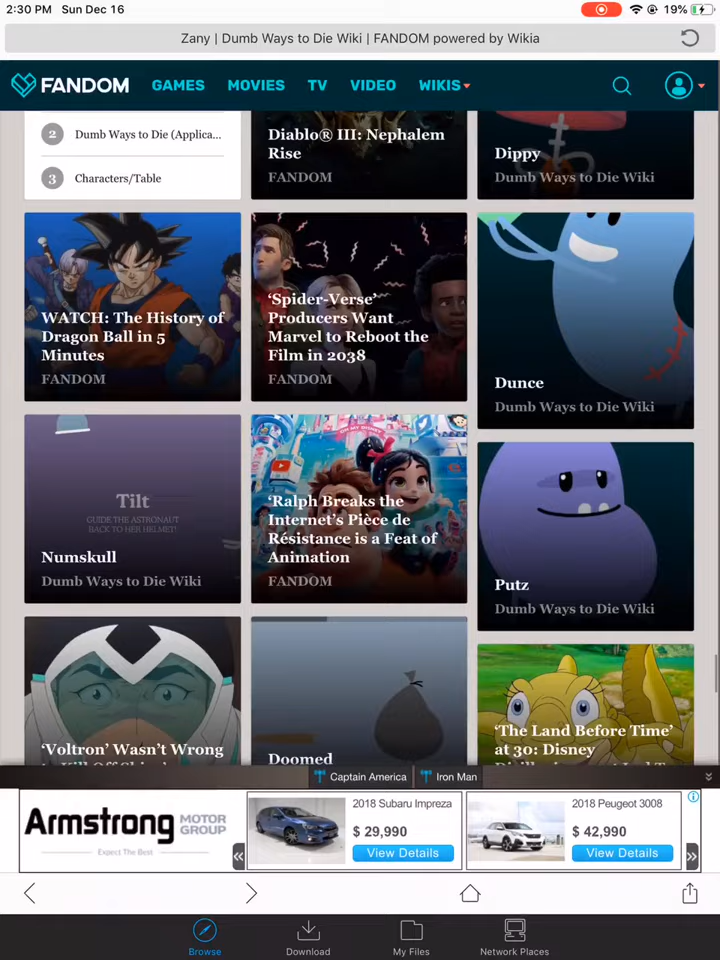 2:30 PM Sun Dec 16
19%
Zany | Dumb Ways to Die Wiki | FANDOM powered by Wikia
FANDOM GAMES MOVIES TV VIDEO WIKIS
2 Dumb Ways to Die (Applica...
3 Characters/Table
Diablo® III: Nephalem
Rise
FANDOM
Dippy
Dumb Ways to Die Wiki
WATCH: The History of
Dragon Ball in 5
Minutes
FANDOM
‘Spider-Verse’
Producers Want
Marvel to Reboot the
Film in 2038
FANDOM
Dunce
Dumb Ways to Die Wiki
Tilt
GUIDE THE ASTRONAUT
BACK TO HER HELMET!
Numskull
Dumb Ways to Die Wiki
OH MY DISNEY
‘Ralph Breaks the
Internet’s Pièce de
Résistance is a Feat of
Animation
FANDOM
Putz
Dumb Ways to Die Wiki
‘Voltron’ Wasn’t Wrong
Doomed
‘The Land Before Time’
at 30: Disney
Captain America
Iron Man
Armstrong MOTOR
GROUP
Expect The Best
2018 Subaru Impreza
$ 29,990
View Details
2018 Peugeot 3008
$ 42,990
View Details
Browse
Download
My Files
Network Places